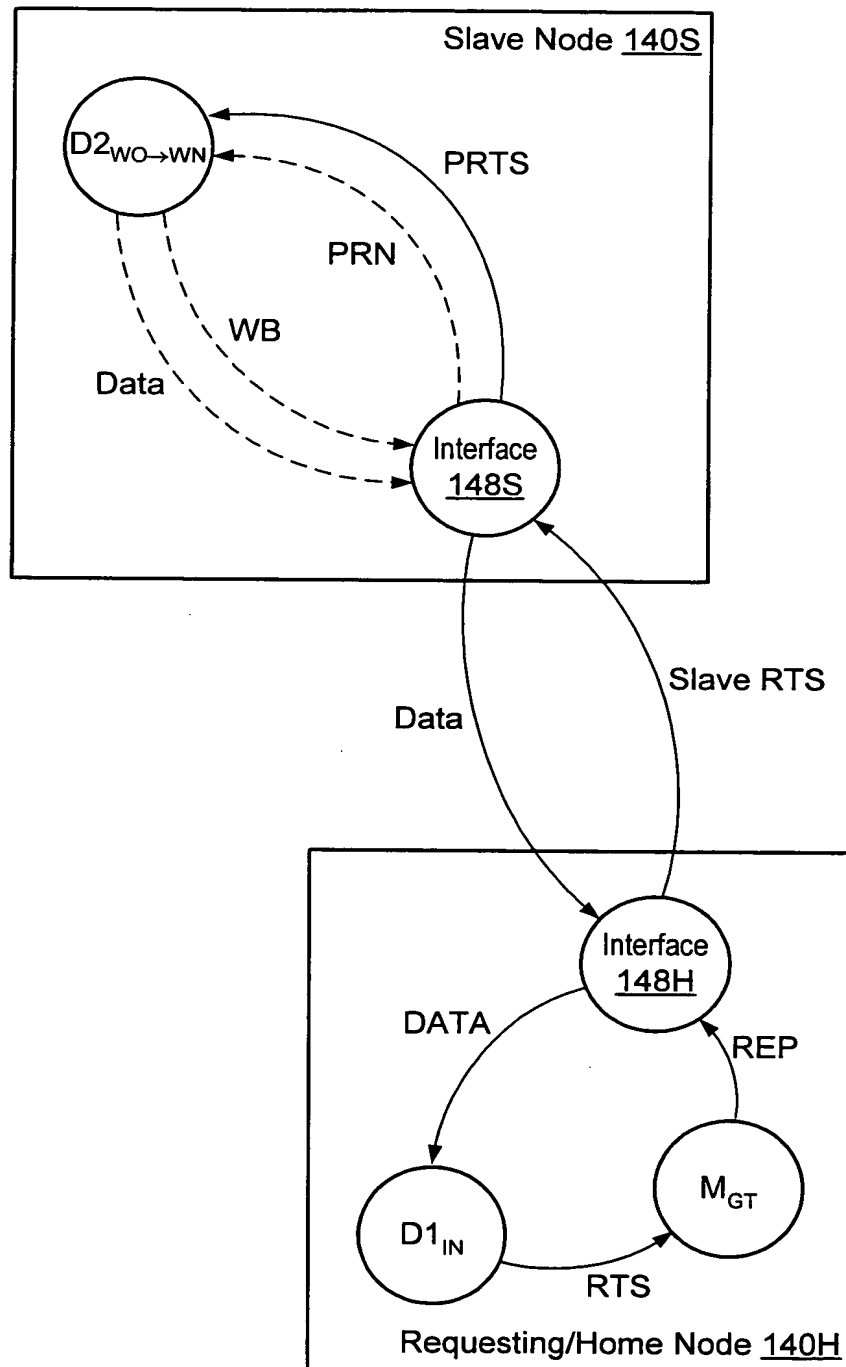 Slave Node 140S
D2WO→WN
PRTS
PRN
WB
Data
Interface
148S
Slave RTS
Data
Interface
148H
DATA
REP
MGT
D1IN
RTS
Requesting/Home Node 140H